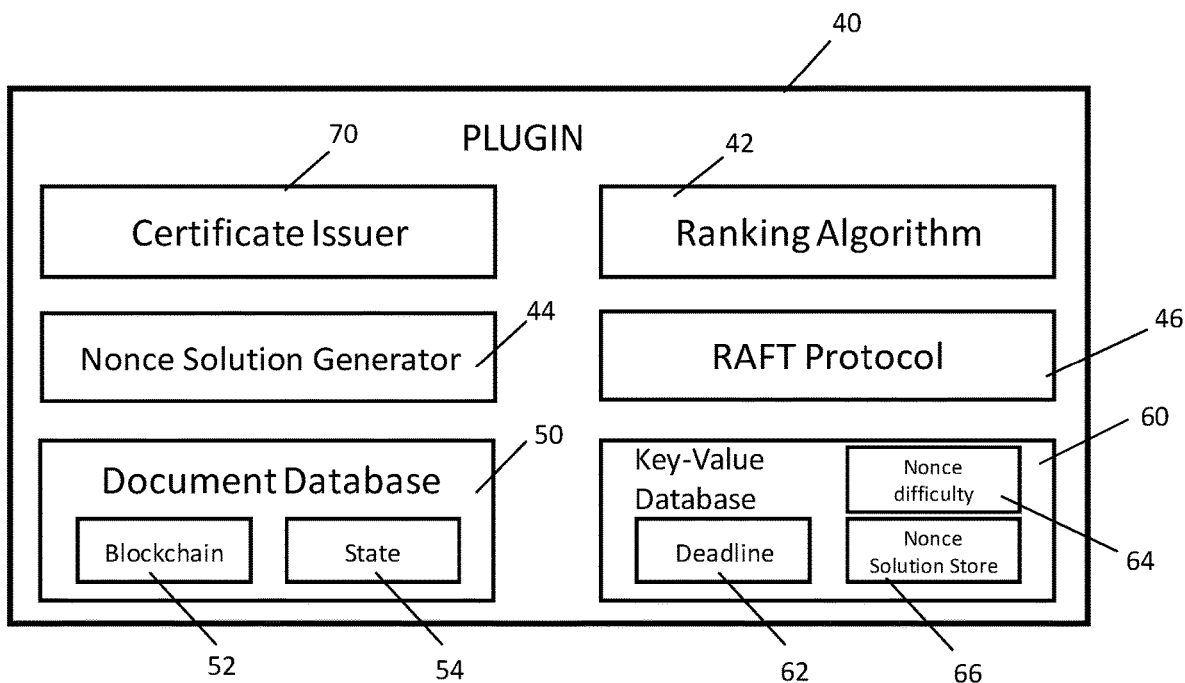 40
PLUGIN
70
42
Certificate Issuer
Ranking Algorithm
44
46
Nonce Solution Generator
RAFT Protocol
50
60
Document Database
Key-Value
Database
Nonce
difficulty
Blockchain
State
Deadline
Nonce
Solution Store
64
52
54
62
66